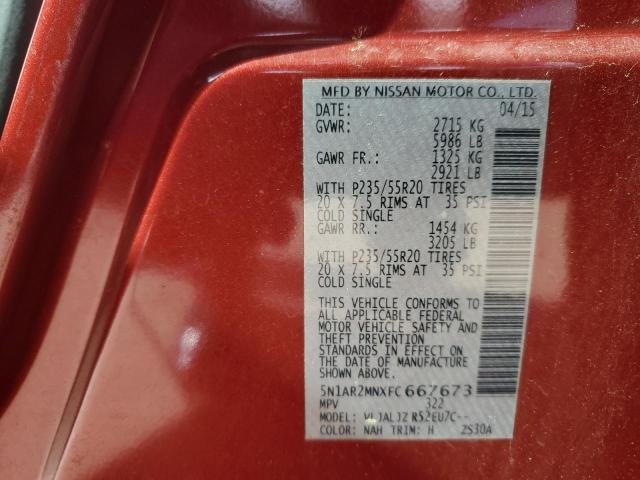 MFD BY NISSAN MOTOR CO., LTD.
DATE: 04/15
GVWR: 2715 KG
5986 LB
GAWR FR.: 1325 KG
2921 LB
WITH P235/55R20 TIRES
20 X 7.5 RIMS AT 35 PSI
COLD SINGLE
GAWR RR.: 1454 KG
3205 LB
WITH P235/55R20 TIRES
20 X 7.5 RIMS AT 35 PSI
COLD SINGLE
THIS VEHICLE CONFORMS TO
ALL APPLICABLE FEDERAL
MOTOR VEHICLE SAFETY AND
THEFT PREVENTION
STANDARDS IN EFFECT ON
THE DATE OF MANUFACTURE
SHOWN ABOVE.
5N1AR2MNXFC667673
MPV 322
MODEL: R52EU7C--
COLOR: NAH TRIM: H ZS30A